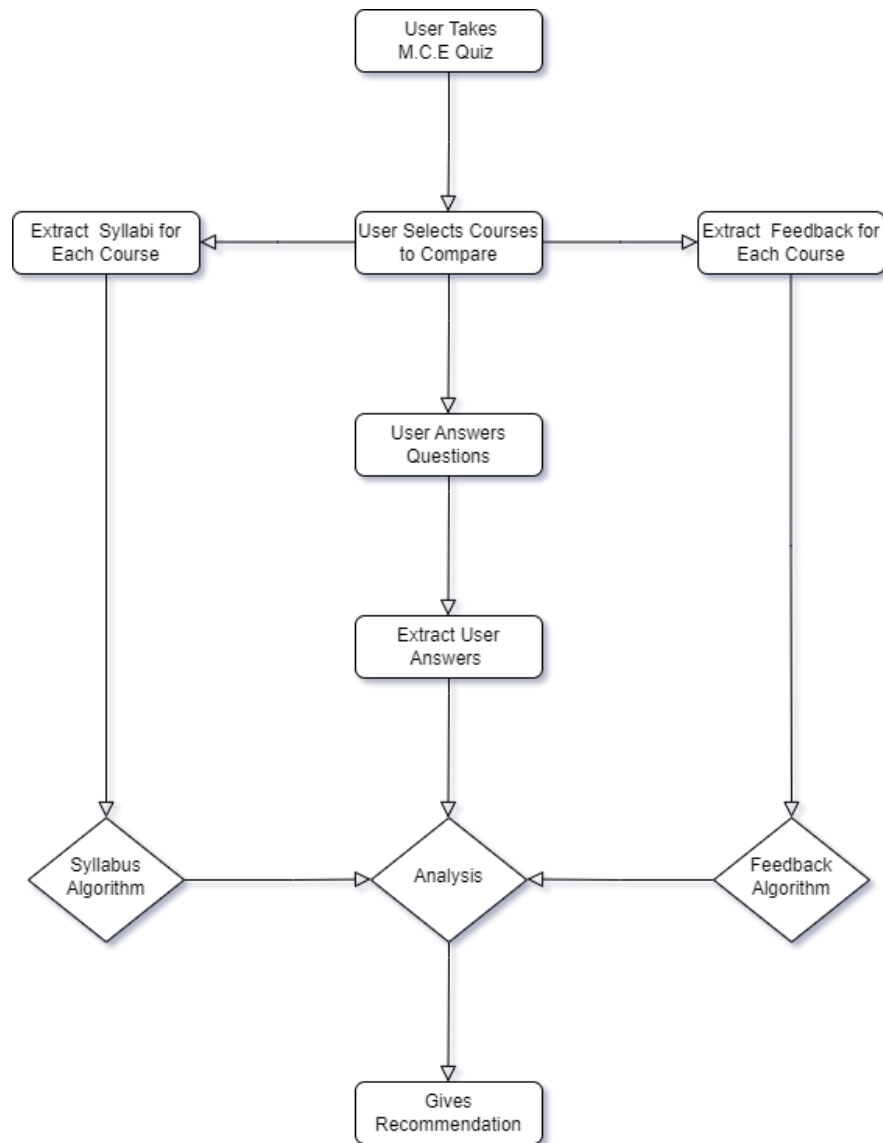 User Takes
M.C.E Quiz
Extract Syllabi for
Each Course
User Selects Courses
to Compare
Extract Feedback for
Each Course
User Answers
Questions
Extract User
Answers
Syllabus
Algorithm
Analysis
Feedback
Algorithm
Gives
Recommendation